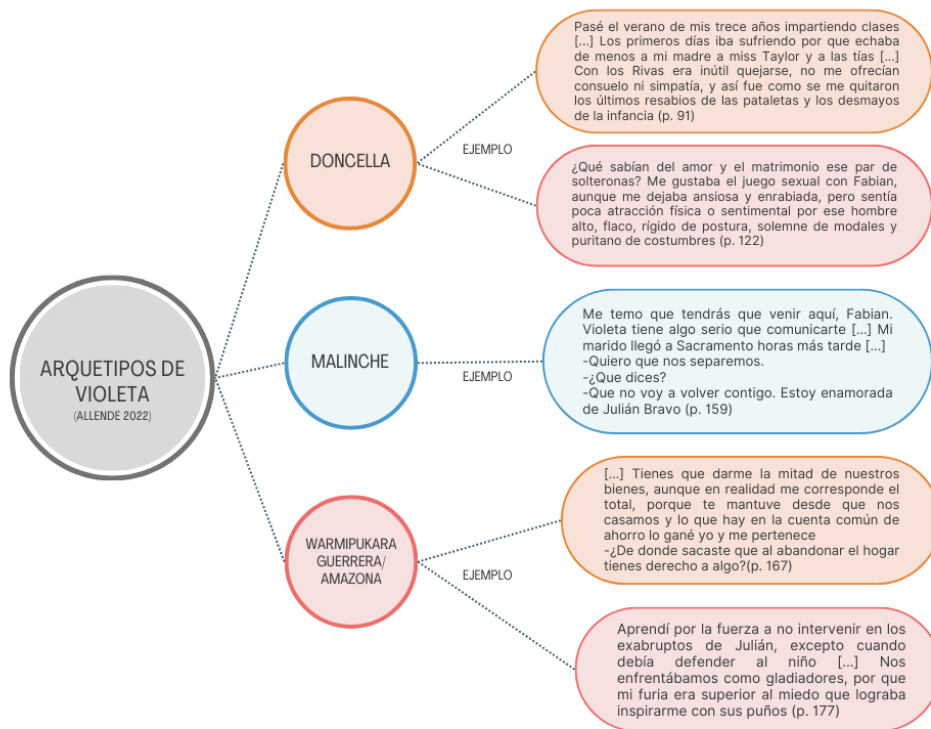 ARQUETIPOS DE
VIOLETA
(ALLENDE 2022)
DONCELLA
EJEMPLO
Pasé el verano de mis trece años impartiendo clases
[...] Los primeros días iba sufriendo por que echaba
de menos a mi madre a miss Taylor y a las tías [...]
Con los Rivas era inútil quejarse, no me ofrecían
consuelo ni simpatía, y así fue como se me quitaron
los últimos resabios de las pataletas y los desmayos
de la infancia (p. 91)
¿Qué sabían del amor y el matrimonio ese par de
solteronas? Me gustaba el juego sexual con Fabian,
aunque me dejaba ansiosa y enrabiada, pero sentía
poca atracción física o sentimental por ese hombre
alto, flaco, rígido de postura, solemne de modales y
puritano de costumbres (p. 122)
MALINCHE
EJEMPLO
Me temo que tendrás que venir aquí, Fabian.
Violeta tiene algo serio que comunicarte [...] Mi
marido llegó a Sacramento horas más tarde [...]
-Quiero que nos separemos.
-¿Que dices?
-Que no voy a volver contigo. Estoy enamorada
de Julián Bravo (p. 159)
WARMIPUKARA
GUERRERA/
AMAZONA
EJEMPLO
[...] Tienes que darme la mitad de nuestros
bienes, aunque en realidad me corresponde el
total, porque te mantuve desde que nos
casamos y lo que hay en la cuenta común de
ahorro lo gané yo y me pertenece
-¿De donde sacaste que al abandonar el hogar
tienes derecho a algo?(p. 167)
Aprendí por la fuerza a no intervenir en los
exabruptos de Julián, excepto cuando
debía defender al niño [...] Nos
enfrentábamos como gladiadores, por que
mi furia era superior al miedo que lograba
inspirarme con sus puños (p. 177)